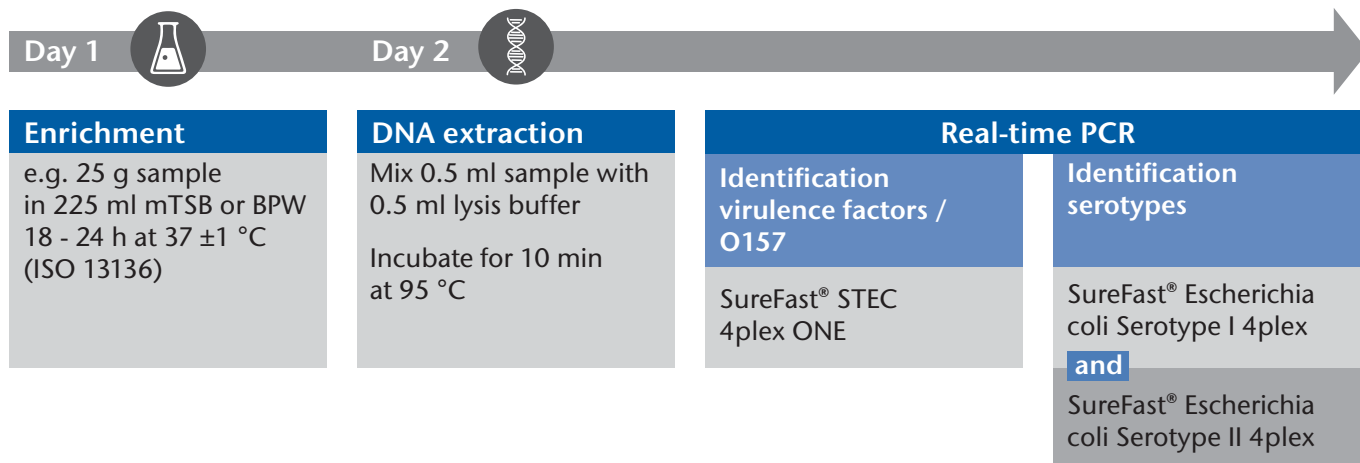 Day 1
Day 2
Enrichment
e.g. 25 g sample
in 225 ml mTSB or BPW
18 - 24 h at 37 ±1 °C
(ISO 13136)
DNA extraction
Mix 0.5 ml sample with
0.5 ml lysis buffer
Incubate for 10 min
at 95 °C
Real-time PCR
Identification
virulence factors /
O157
SureFast® STEC
4plex ONE
Identification
serotypes
SureFast® Escherichia
coli Serotype I 4plex
and
SureFast® Escherichia
coli Serotype II 4plex